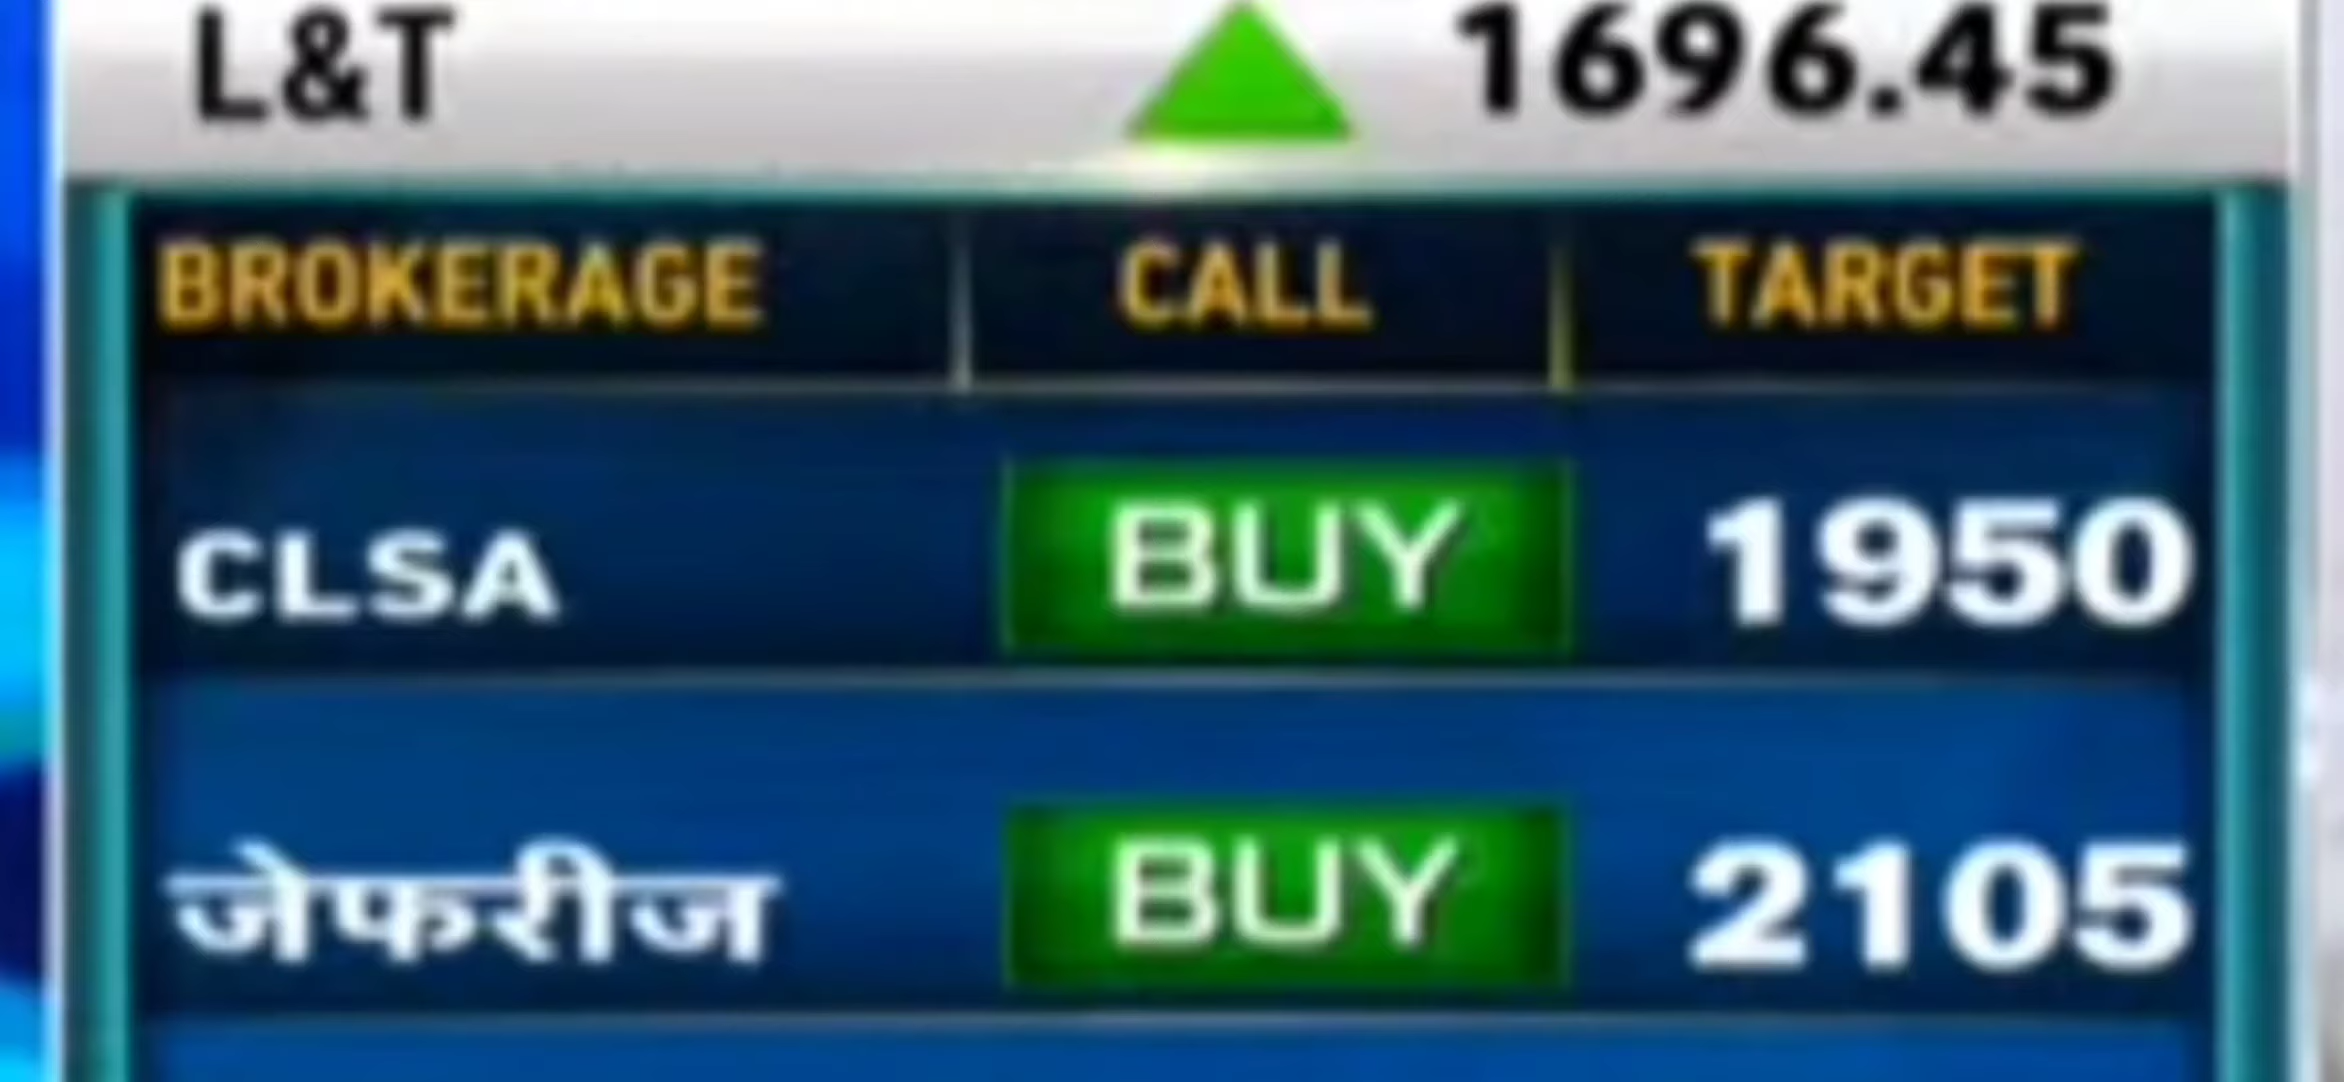 L&T 1696.45
BROKERAGE CALL TARGET
CLSA BUY 1950
जेफरीज BUY 2105